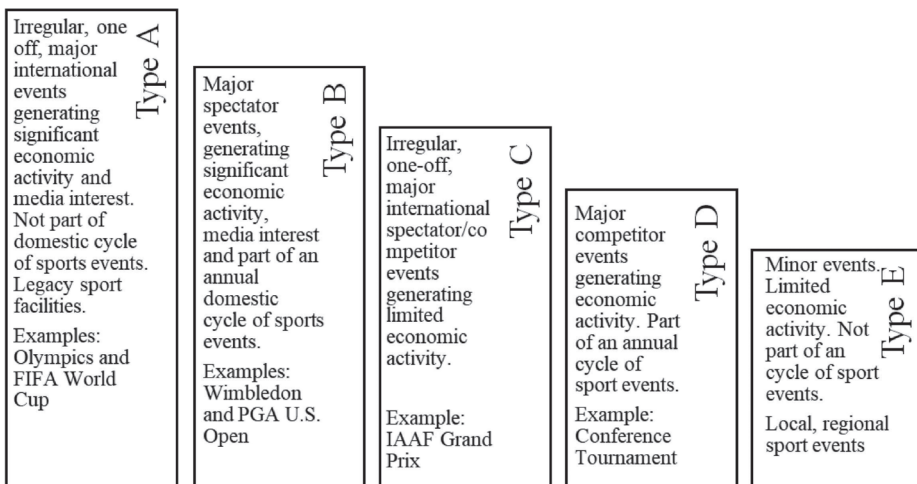 Type A
Irregular, one
off, major
international
events
generating
significant
economic
activity and
media interest.
Not part of
domestic cycle
of sports events.
Legacy sport
facilities.
Examples:
Olympics and
FIFA World
Cup
Type B
Major
spectator
events,
generating
significant
economic
activity,
media interest
and part of an
annual
domestic
cycle of sports
events.
Examples:
Wimbledon
and PGA U.S.
Open
Type C
Irregular,
one-off,
major
international
spectator/co
mpetitor
events
generating
limited
economic
activity.
Example:
IAAF Grand
Prix
Type D
Major
competitor
events
generating
economic
activity. Part
of an annual
cycle of
sport events.
Example:
Conference
Tournament
Type E
Minor events.
Limited
economic
activity. Not
part of an
cycle of sport
events.
Local, regional
sport events